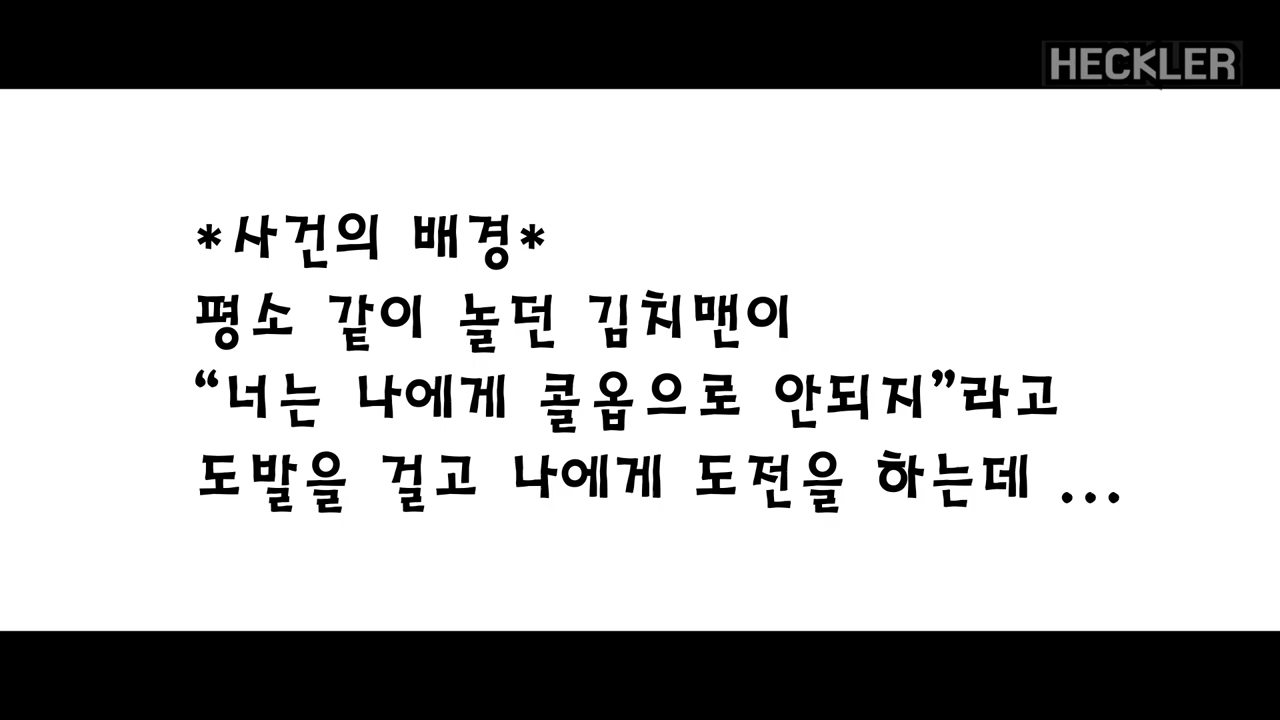 HECKLER
*사건의 배경*
평소 같이 놀던 김치맨이
“너는 나에게 콜옵으로 안되지”라고
도발을 걸고 나에게 도전을 하는데 ...